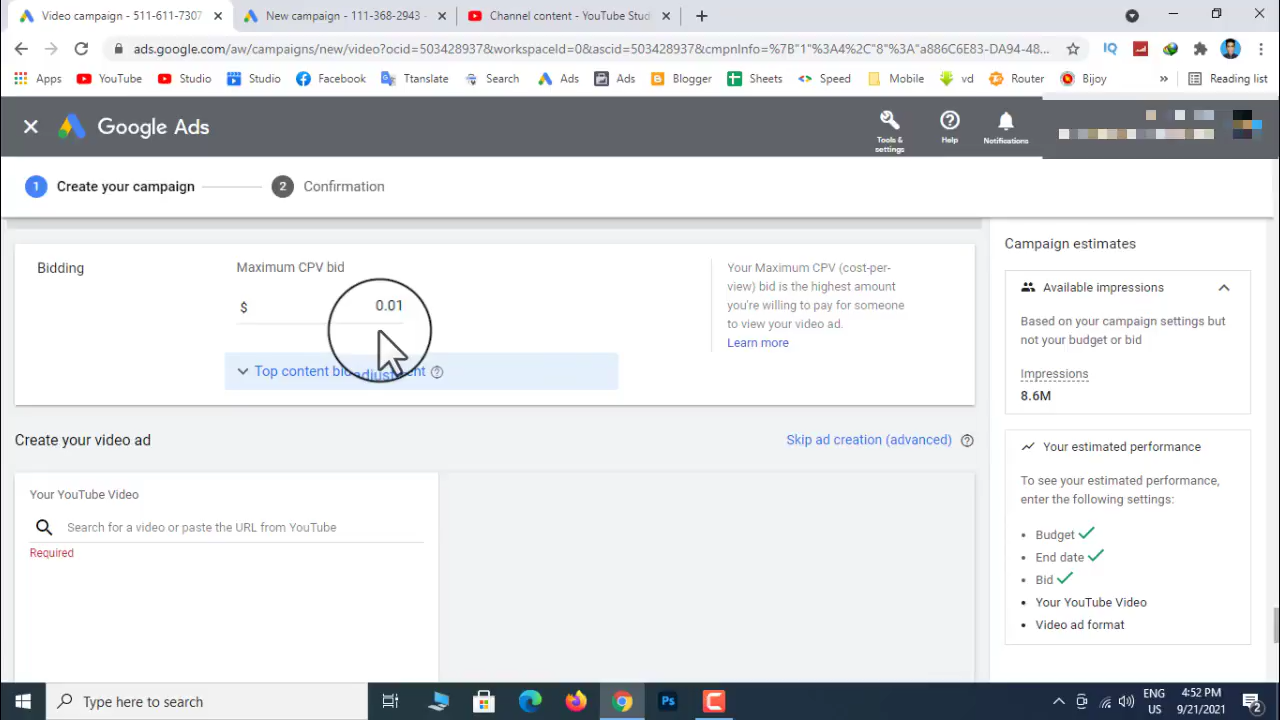 Video campaign - 511-611-7307
New campaign - 111-368-2943 -
Channel content - YouTube Stud
ads.google.com/aw/campaigns/new/video?ocid=503428937&workspaceId=0&ascid=503428937&cmpnInfo=%7B"1"%3A4%2C"8"%3A"a886C6E83-DA94-48...
Apps YouTube Studio Studio Facebook Translate Search Ads Ads Blogger Sheets Speed Mobile vd Router Bijoy » Reading list
Google Ads
Tools &
settings
Help
Notifications
1 Create your campaign
2 Confirmation
Bidding
Maximum CPV bid
$ 0.01
Top content bid adjustment
Your Maximum CPV (cost-per-
view) bid is the highest amount
you're willing to pay for someone
to view your video ad.
Learn more
Create your video ad
Skip ad creation (advanced)
Your YouTube Video
Search for a video or paste the URL from YouTube
Required
Campaign estimates
Available impressions
Based on your campaign settings but
not your budget or bid
Impressions
8.6M
Your estimated performance
To see your estimated performance,
enter the following settings:
• Budget
• End date
• Bid
• Your YouTube Video
• Video ad format
Type here to search
Ps
ENG
US
4:52 PM
9/21/2021
2